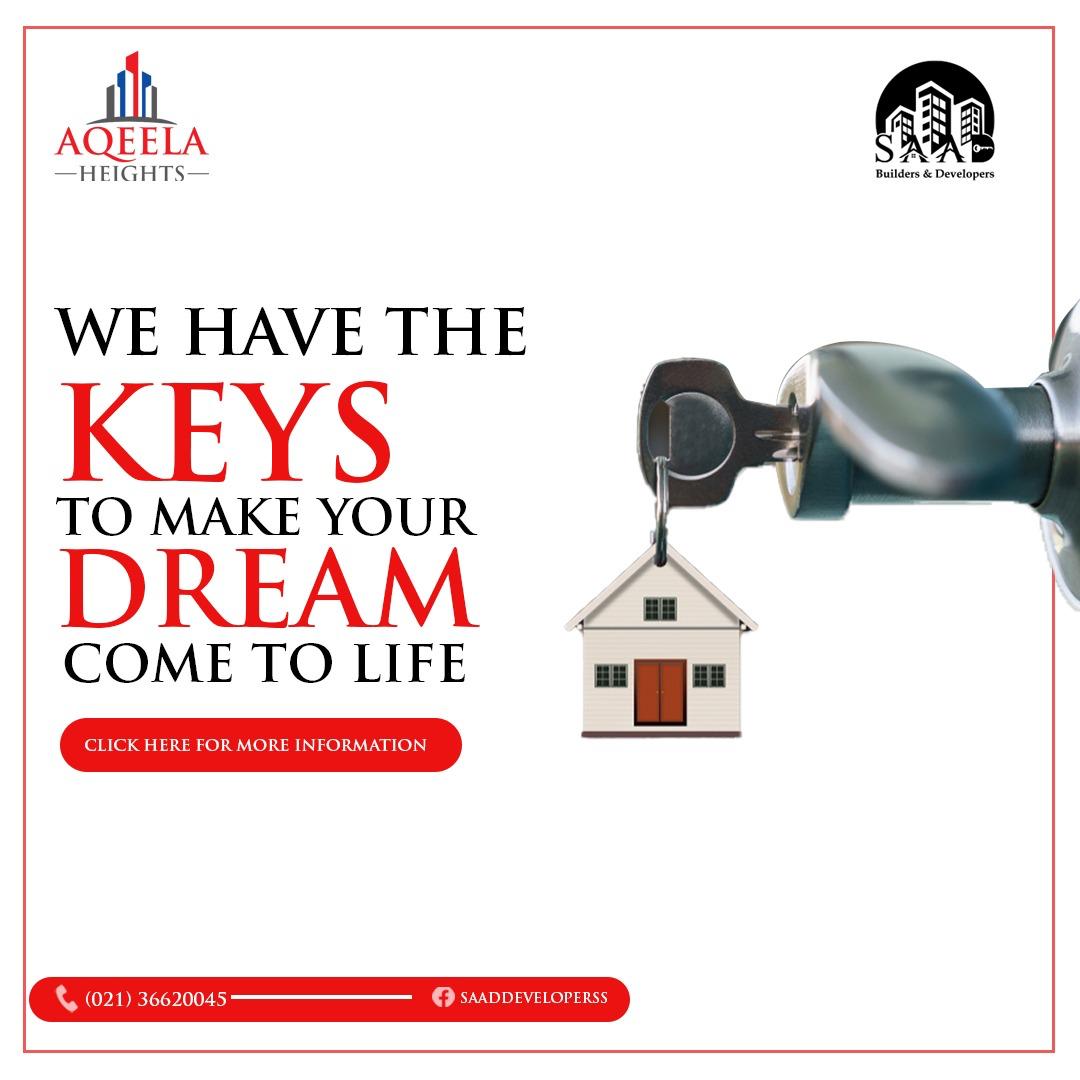 AQEELA
HEIGHTS
SAAD
Builders & Developers
WE HAVE THE
KEYS
TO MAKE YOUR
DREAM
COME TO LIFE
CLICK HERE FOR MORE INFORMATION
(021) 36620045
SAADDEVELOPERSS